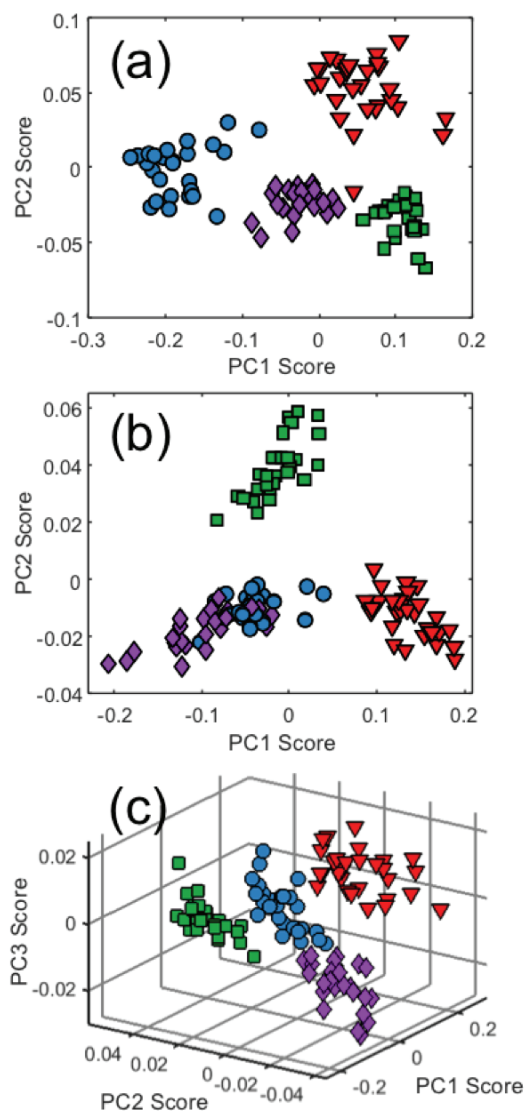 (a)
0.1
0.05
0
-0.05
-0.1
PC2 Score
-0.3 -0.2 -0.1 0 0.1 0.2
PC1 Score
(b)
0.06
0.04
0.02
0
-0.02
-0.04
PC2 Score
-0.2 -0.1 0 0.1 0.2
PC1 Score
(c)
0.02
0
-0.02
PC3 Score
0.04 0.02 0 -0.02 -0.04
PC2 Score
-0.2 0 0.2
PC1 Score